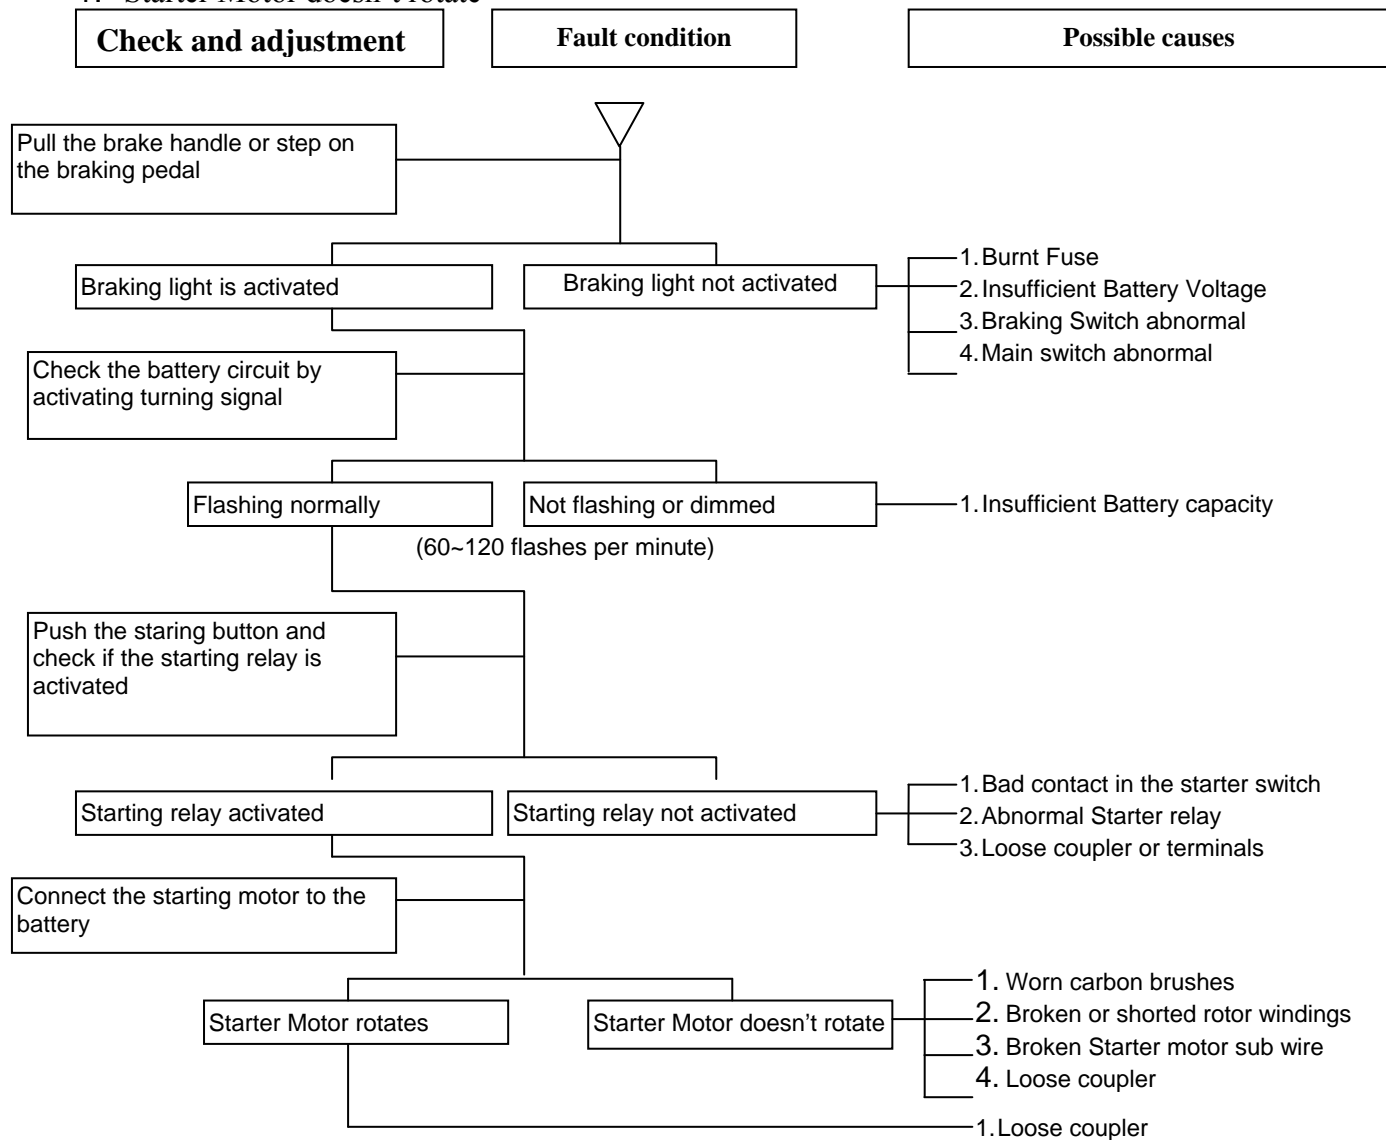 Starter Motor doesn't rotate
Check and adjustment
Fault condition
Possible causes
Pull the brake handle or step on
the braking pedal
Braking light is activated
Braking light not activated
1. Burnt Fuse
2. Insufficient Battery Voltage
3. Braking Switch abnormal
4. Main switch abnormal
Check the battery circuit by
activating turning signal
Flashing normally
Not flashing or dimmed
1. Insufficient Battery capacity
(60~120 flashes per minute)
Push the staring button and
check if the starting relay is
activated
Starting relay activated
Starting relay not activated
1. Bad contact in the starter switch
2. Abnormal Starter relay
3. Loose coupler or terminals
Connect the starting motor to the
battery
Starter Motor rotates
Starter Motor doesn't rotate
1. Worn carbon brushes
2. Broken or shorted rotor windings
3. Broken Starter motor sub wire
4. Loose coupler
1. Loose coupler